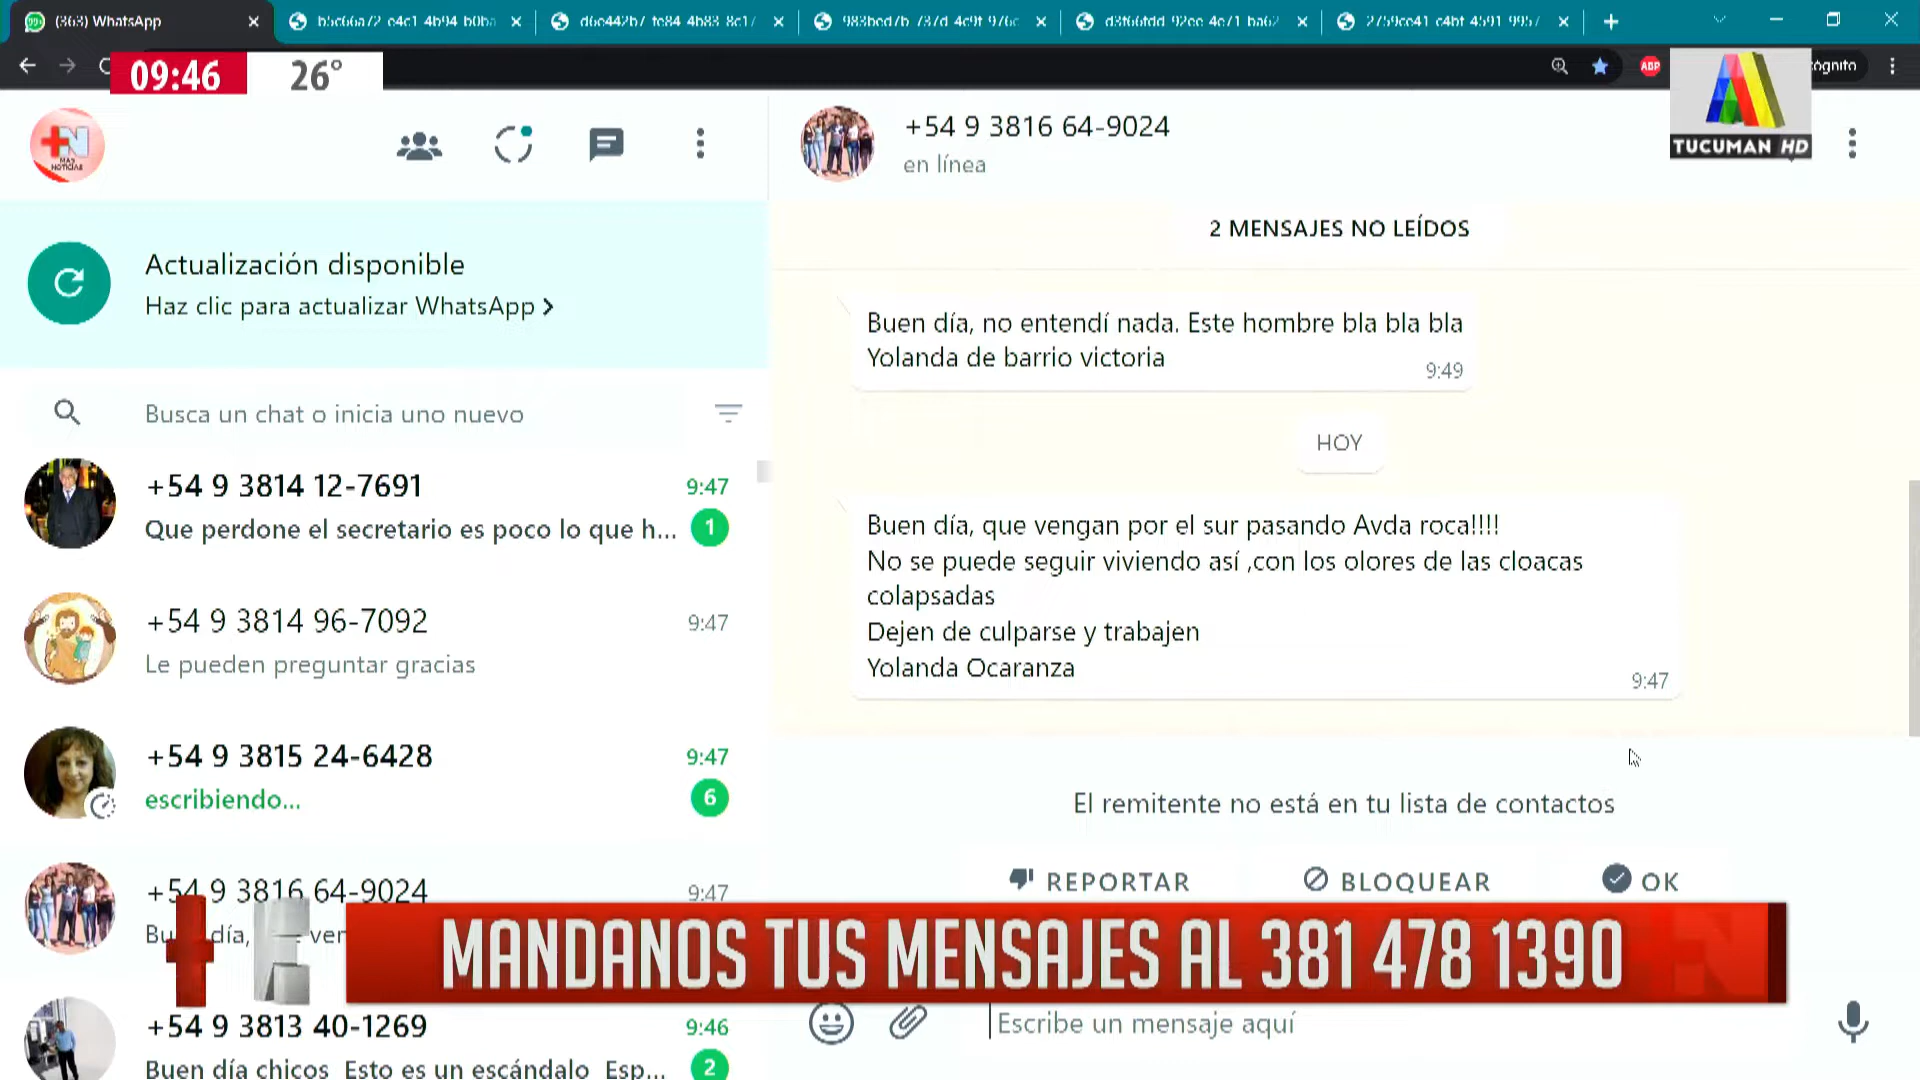 (363) WhatsApp
09:46
26°
ABP
TUCUMAN HD
MAS
NOTICIAS
+54 9 3816 64-9024
en línea
Actualización disponible
Haz clic para actualizar WhatsApp
Busca un chat o inicia uno nuevo
+54 9 3814 12-7691
9:47
Que perdone el secretario es poco lo que h...
1
+54 9 3814 96-7092
9:47
Le pueden preguntar gracias
+54 9 3815 24-6428
9:47
escribiendo...
6
+54 9 3816 64-9024
9:47
+54 9 3813 40-1269
9:46
Buen día chicos Esto es un escándalo Esp...
2
2 MENSAJES NO LEÍDOS
Buen día, no entendí nada. Este hombre bla bla bla
Yolanda de barrio victoria
9:49
HOY
Buen día, que vengan por el sur pasando Avda roca!!!!
No se puede seguir viviendo así ,con los olores de las cloacas
colapsadas
Dejen de culparse y trabajen
Yolanda Ocaranza
9:47
El remitente no está en tu lista de contactos
REPORTAR
BLOQUEAR
OK
MANDANOS TUS MENSAJES AL 381 478 1390
Escribe un mensaje aquí